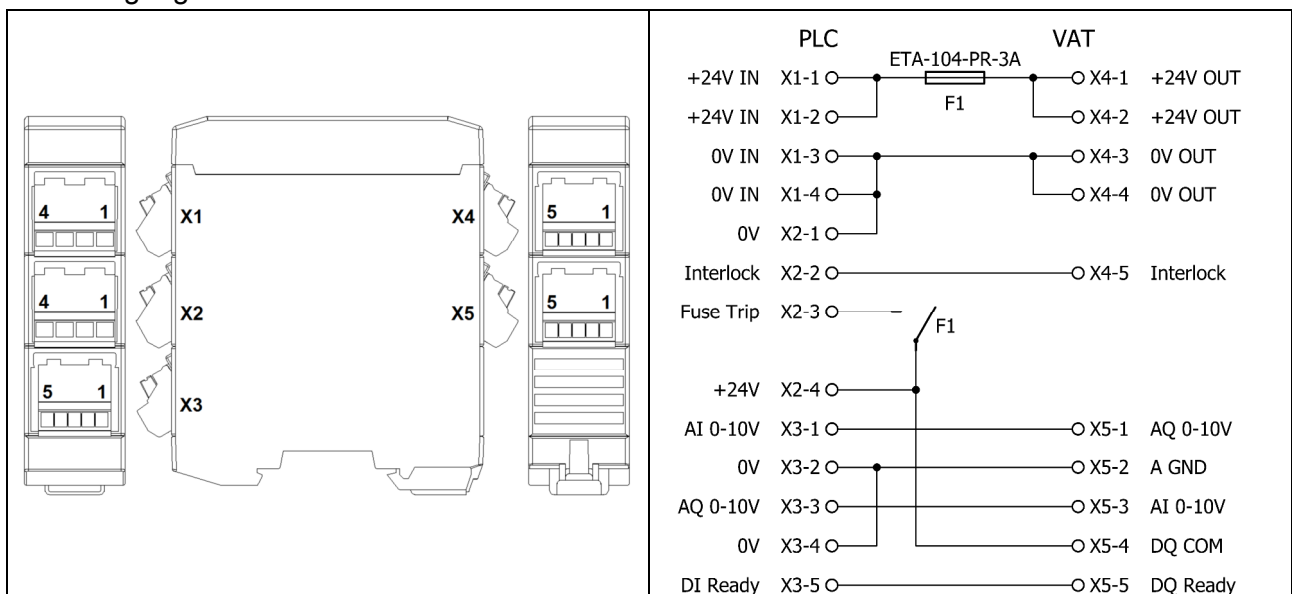 4 1
X1
X4
5 1
4 1
X2
X5
5 1
5 1
X3
PLC VAT
ETA-104-PR-3A
+24V IN X1-1 X4-1 +24V OUT
F1
+24V IN X1-2 X4-2 +24V OUT
0V IN X1-3 X4-3 0V OUT
0V IN X1-4 X4-4 0V OUT
0V X2-1
Interlock X2-2 X4-5 Interlock
Fuse Trip X2-3
F1
+24V X2-4
AI 0-10V X3-1 X5-1 AQ 0-10V
0V X3-2 X5-2 A GND
AQ 0-10V X3-3 X5-3 AI 0-10V
0V X3-4 X5-4 DQ COM
DI Ready X3-5 X5-5 DQ Ready